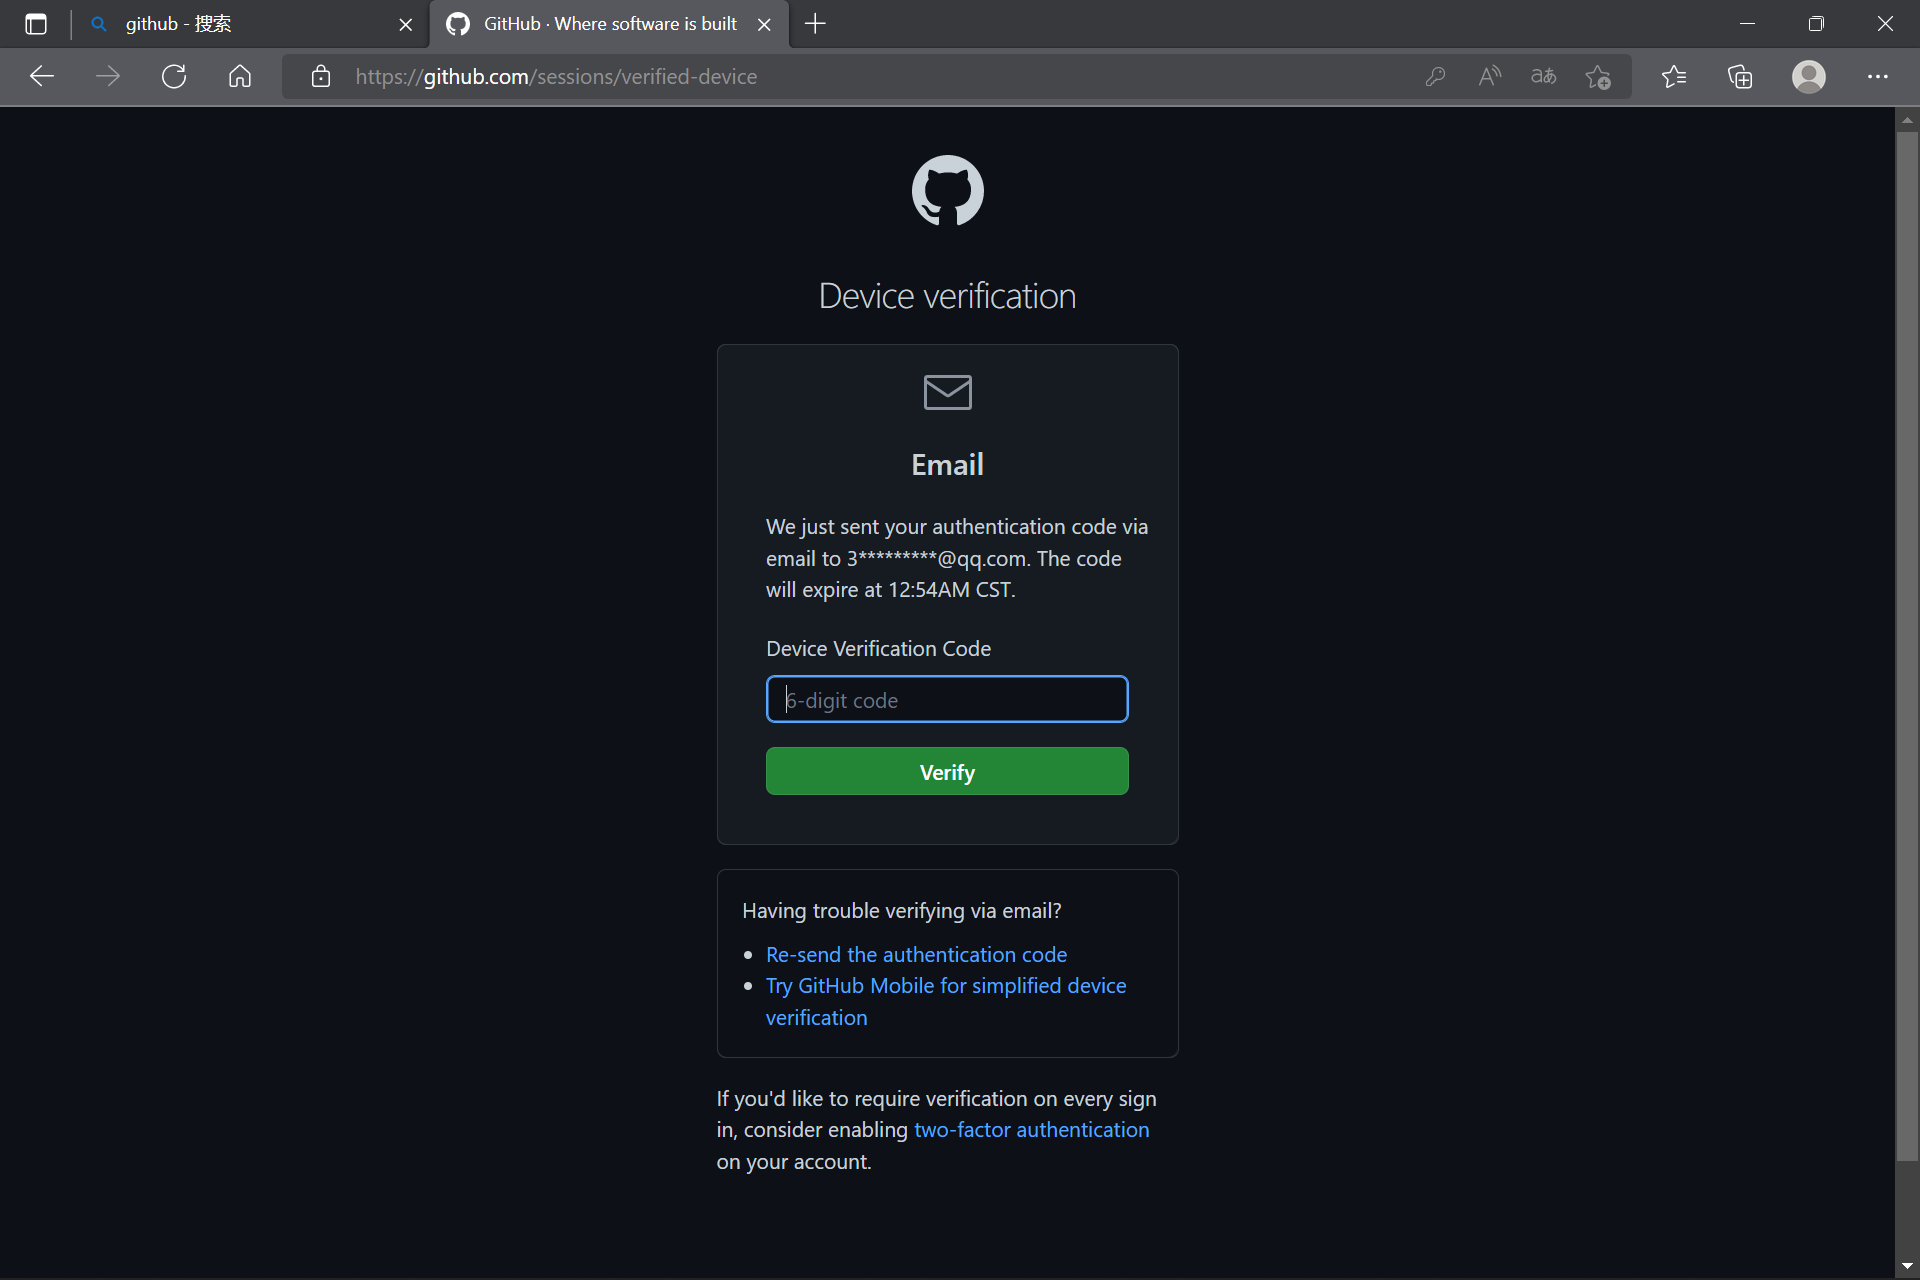 github - 搜索
GitHub · Where software is built
https://github.com/sessions/verified-device
Device verification
Email
We just sent your authentication code via
email to 3*********@qq.com. The code
will expire at 12:54AM CST.
Device Verification Code
6-digit code
Verify
Having trouble verifying via email?
Re-send the authentication code
Try GitHub Mobile for simplified device
verification
If you'd like to require verification on every sign
in, consider enabling two-factor authentication
on your account.